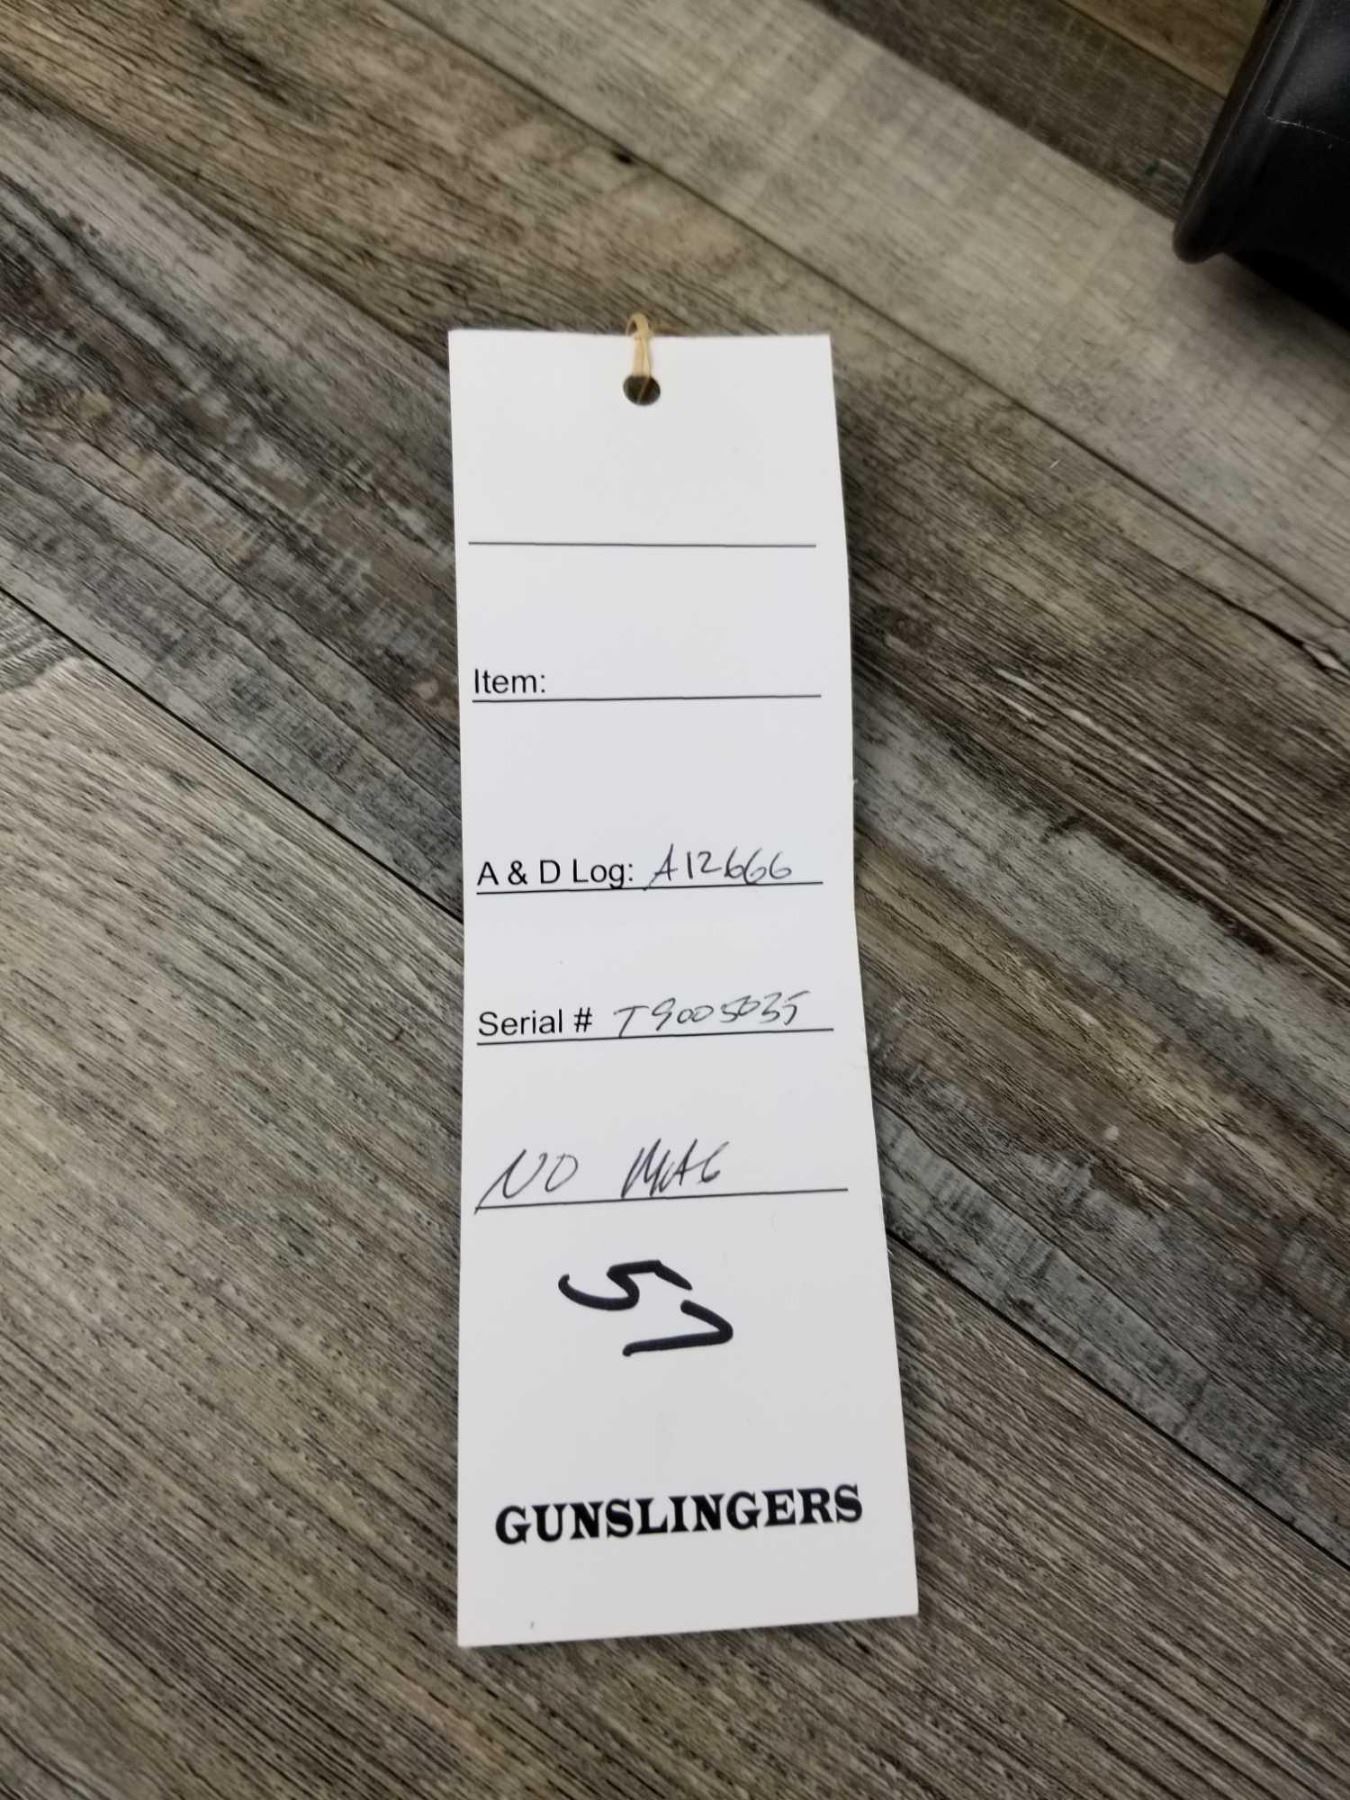 Item:
A & D Log: A12666
Serial # T9005035
NO MAG
57
GUNSLINGERS